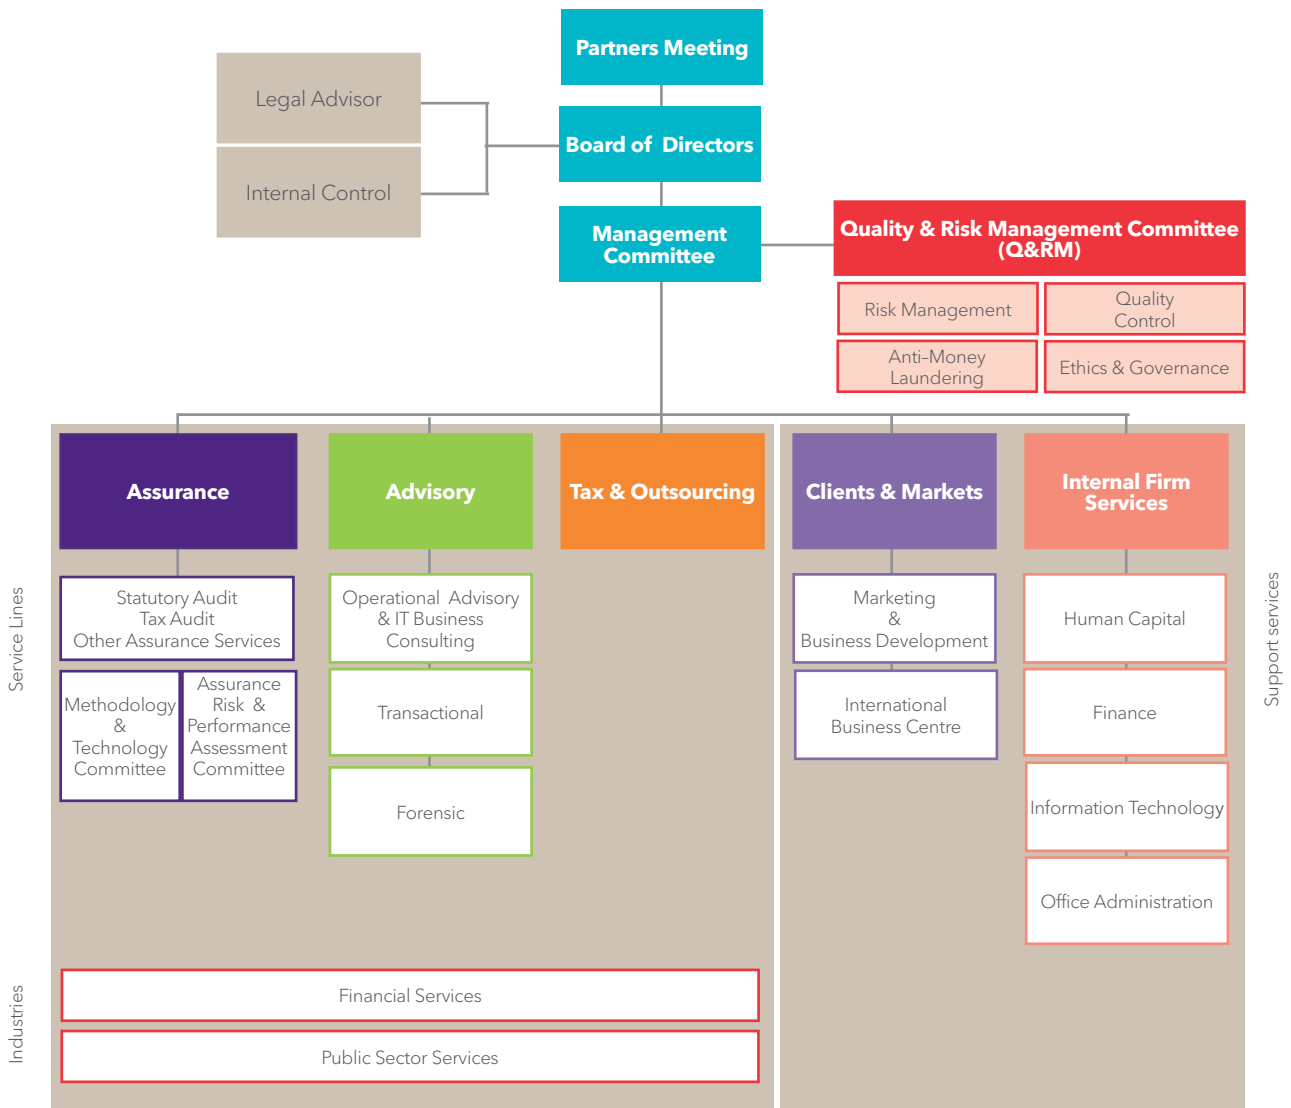 Partners Meeting
Legal Advisor
Board of Directors
Internal Control
Management
Committee
Quality & Risk Management Committee
(Q&RM)
Risk Management
Quality
Control
Anti-Money
Laundering
Ethics & Governance
Assurance
Advisory
Tax & Outsourcing
Clients & Markets
Internal Firm
Services
Service Lines
Statutory Audit
Tax Audit
Other Assurance Services
Methodology
&
Technology
Committee
Assurance
Risk &
Performance
Assessment
Committee
Operational Advisory
& IT Business
Consulting
Transactional
Forensic
Marketing
&
Business Development
International
Business Centre
Human Capital
Finance
Information Technology
Office Administration
Support services
Industries
Financial Services
Public Sector Services